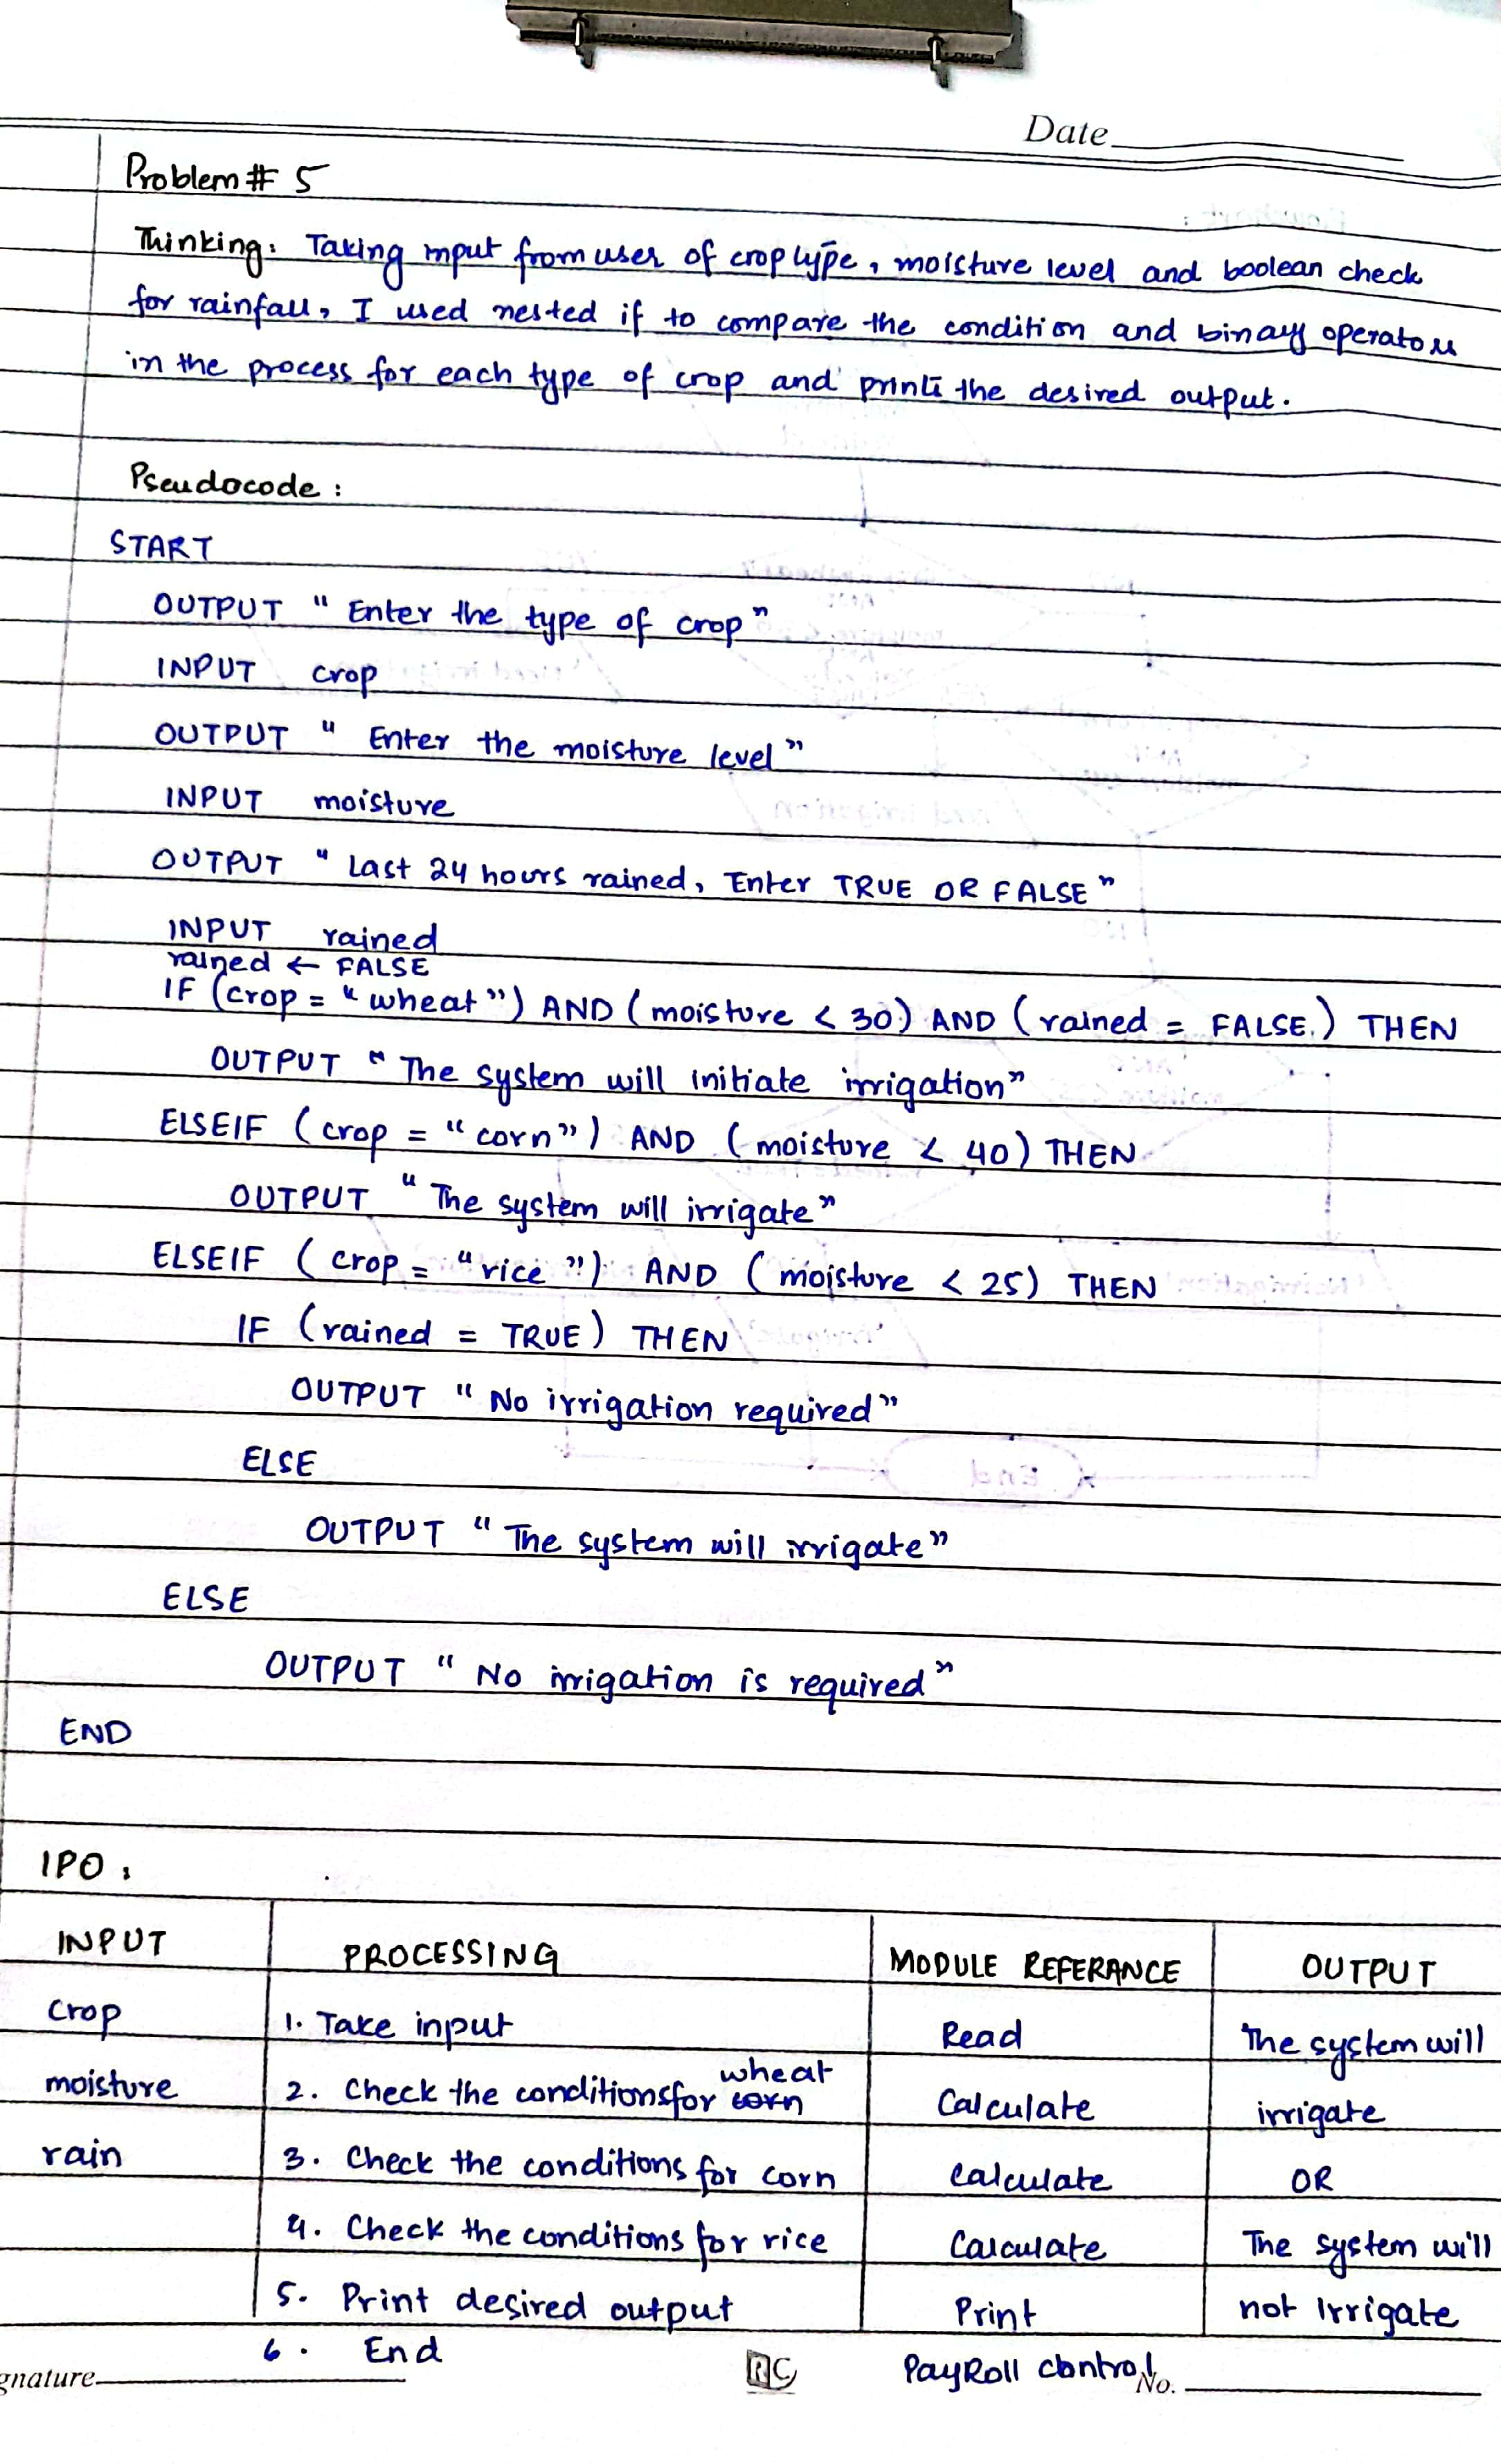 Date
Problem # 5
Thinking: Taking input from user of crop type, moisture level and boolean check
for rainfall, I used nested if to compare the condition and binary operators
in the process for each type of crop and print the desired output.
Pseudocode :
START
OUTPUT " Enter the type of crop"
INPUT crop
OUTPUT " Enter the moisture level"
INPUT moisture
OUTPUT " Last 24 hours rained, Enter TRUE OR FALSE"
INPUT rained
rained ← FALSE
IF (crop = "wheat") AND (moisture < 30) AND (rained = FALSE.) THEN
OUTPUT " The system will initiate irrigation"
ELSEIF (crop = "corn") AND (moisture < 40) THEN
OUTPUT " The system will irrigate"
ELSEIF (crop = "rice") AND (moisture < 25) THEN
IF (rained = TRUE) THEN
OUTPUT " No irrigation required"
ELSE
OUTPUT " The system will irrigate"
ELSE
OUTPUT " No irrigation is required"
END
IPO :
INPUT PROCESSING MODULE REFERANCE OUTPUT
crop 1. Take input Read The system will
moisture 2. Check the conditions for corn wheat Calculate irrigate
rain 3. Check the conditions for corn Calculate OR
4. Check the conditions for rice Calculate The system will
5. Print desired output Print not Irrigate
6. End PayRoll control
gnature RC No.